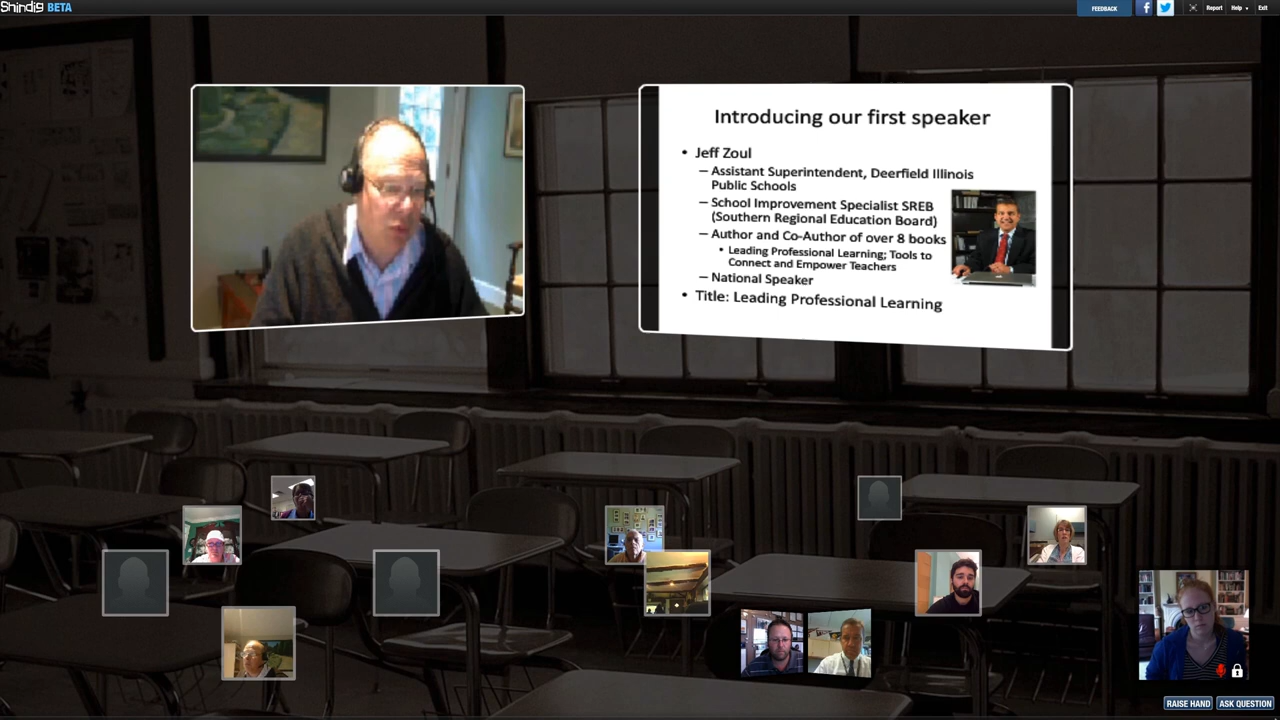 Shindig BETA
FEEDBACK
Report
Help
Exit
Introducing our first speaker
• Jeff Zoul
– Assistant Superintendent, Deerfield Illinois
Public Schools
– School Improvement Specialist SREB
(Southern Regional Education Board)
– Author and Co-Author of over 8 books
• Leading Professional Learning; Tools to
Connect and Empower Teachers
– National Speaker
• Title: Leading Professional Learning
RAISE HAND
ASK QUESTION